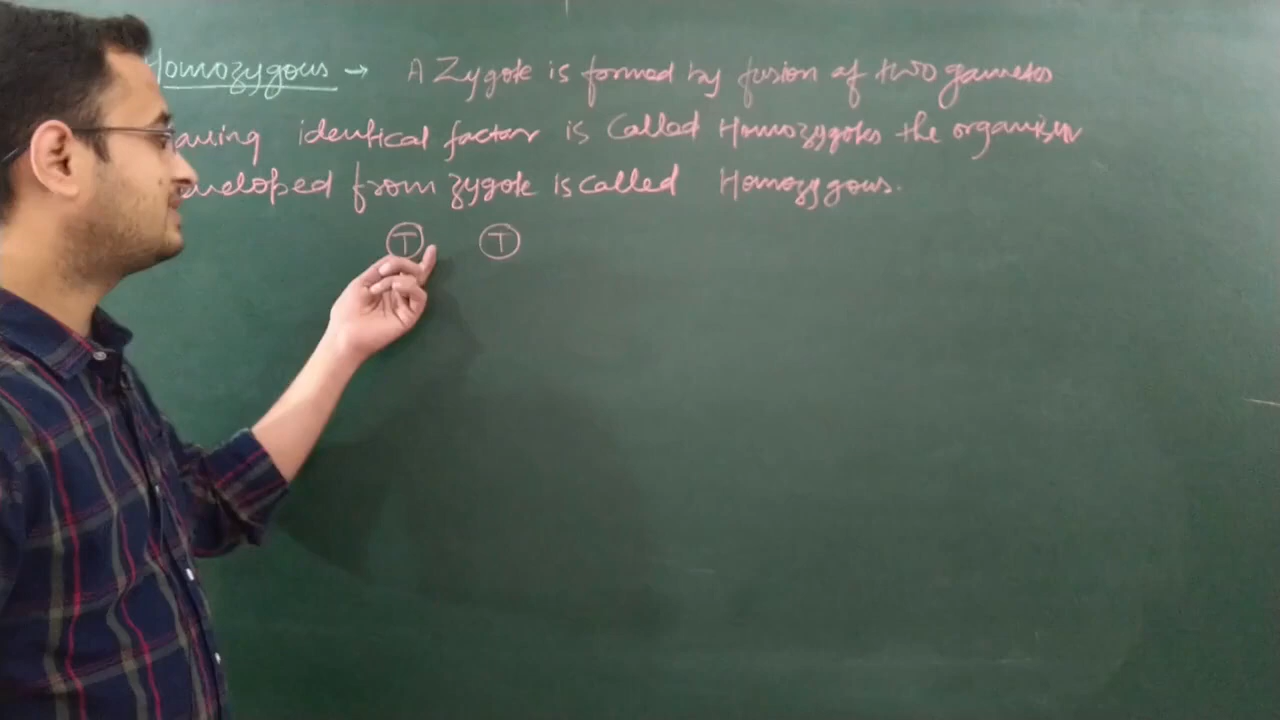 Homozygous → A Zygote is formed by fusion of two gametes
having identical factor is Called Homozygotes the organism
developed from zygote is called Homozygous.
T T